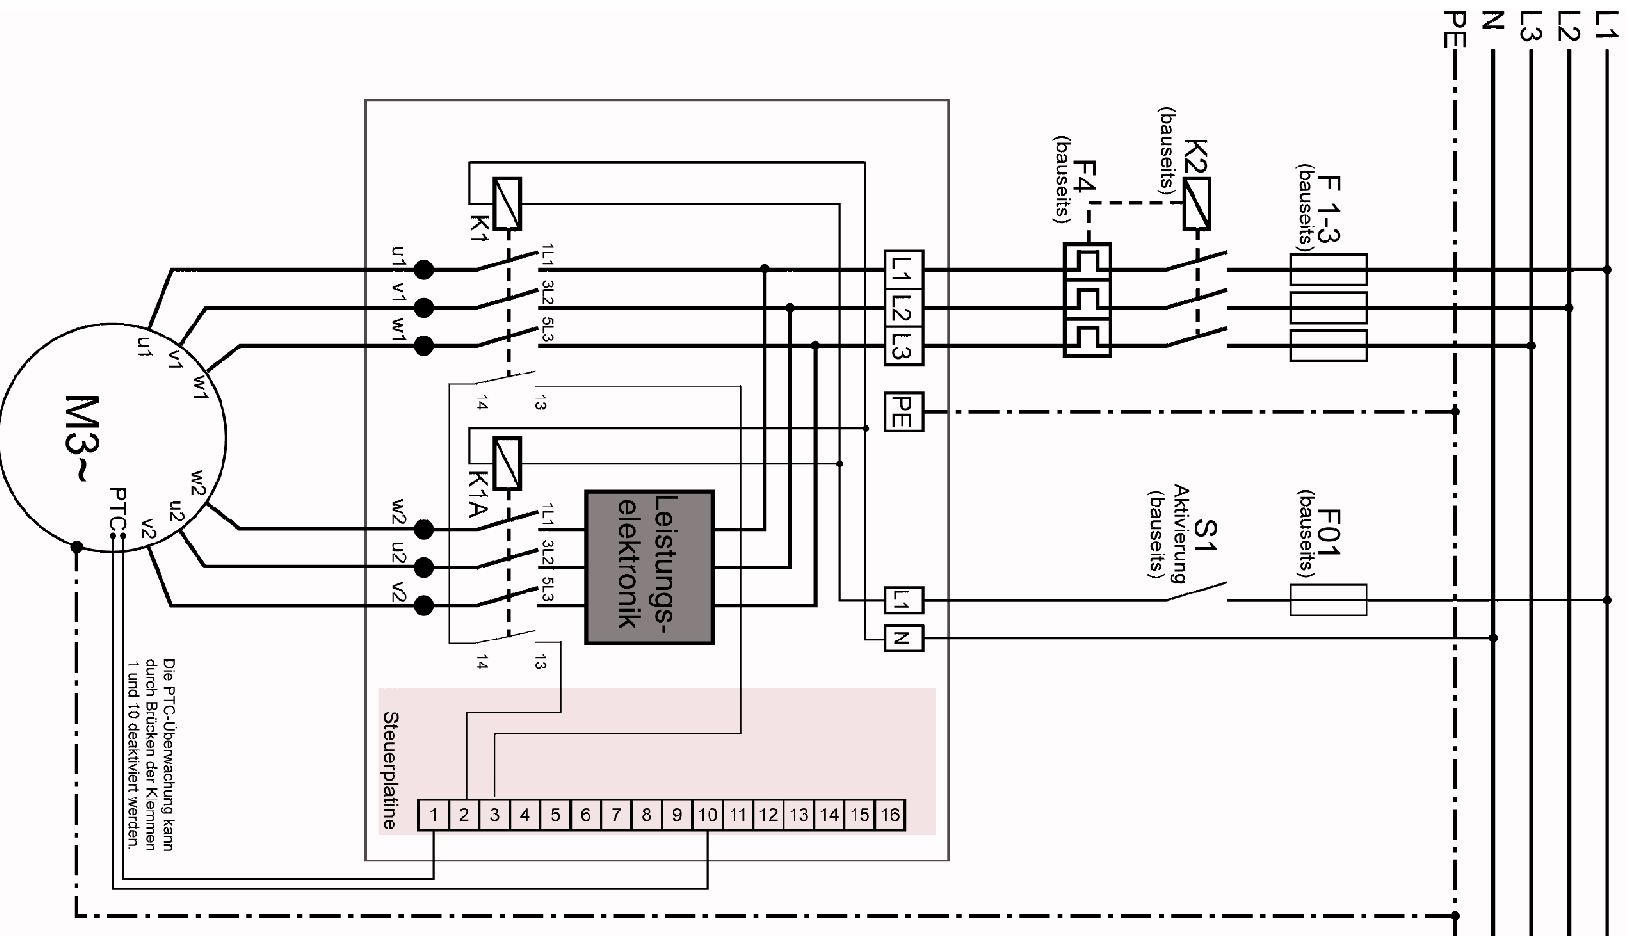 L1
L2
L3
N
PE
F 1-3
(bauseits)
K2
(bauseits)
F4
(bauseits)
L1
L2
L3
PE
F01
(bauseits)
S1
Aktivierung
(bauseits)
L1
N
K1
1L1
3L2
5L3
13
14
u1
v1
w1
K1A
1L1
3L2
5L3
13
14
w2
u2
v2
Leistungs-
elektronik
u1
v1
w1
M3~
w2
u2
v2
PTC
Steuerplatine
1 2 3 4 5 6 7 8 9 10 11 12 13 14 15 16
Die PTC-Überwachung kann
durch Brücken der Klemmen
1 und 10 deaktiviert werden.